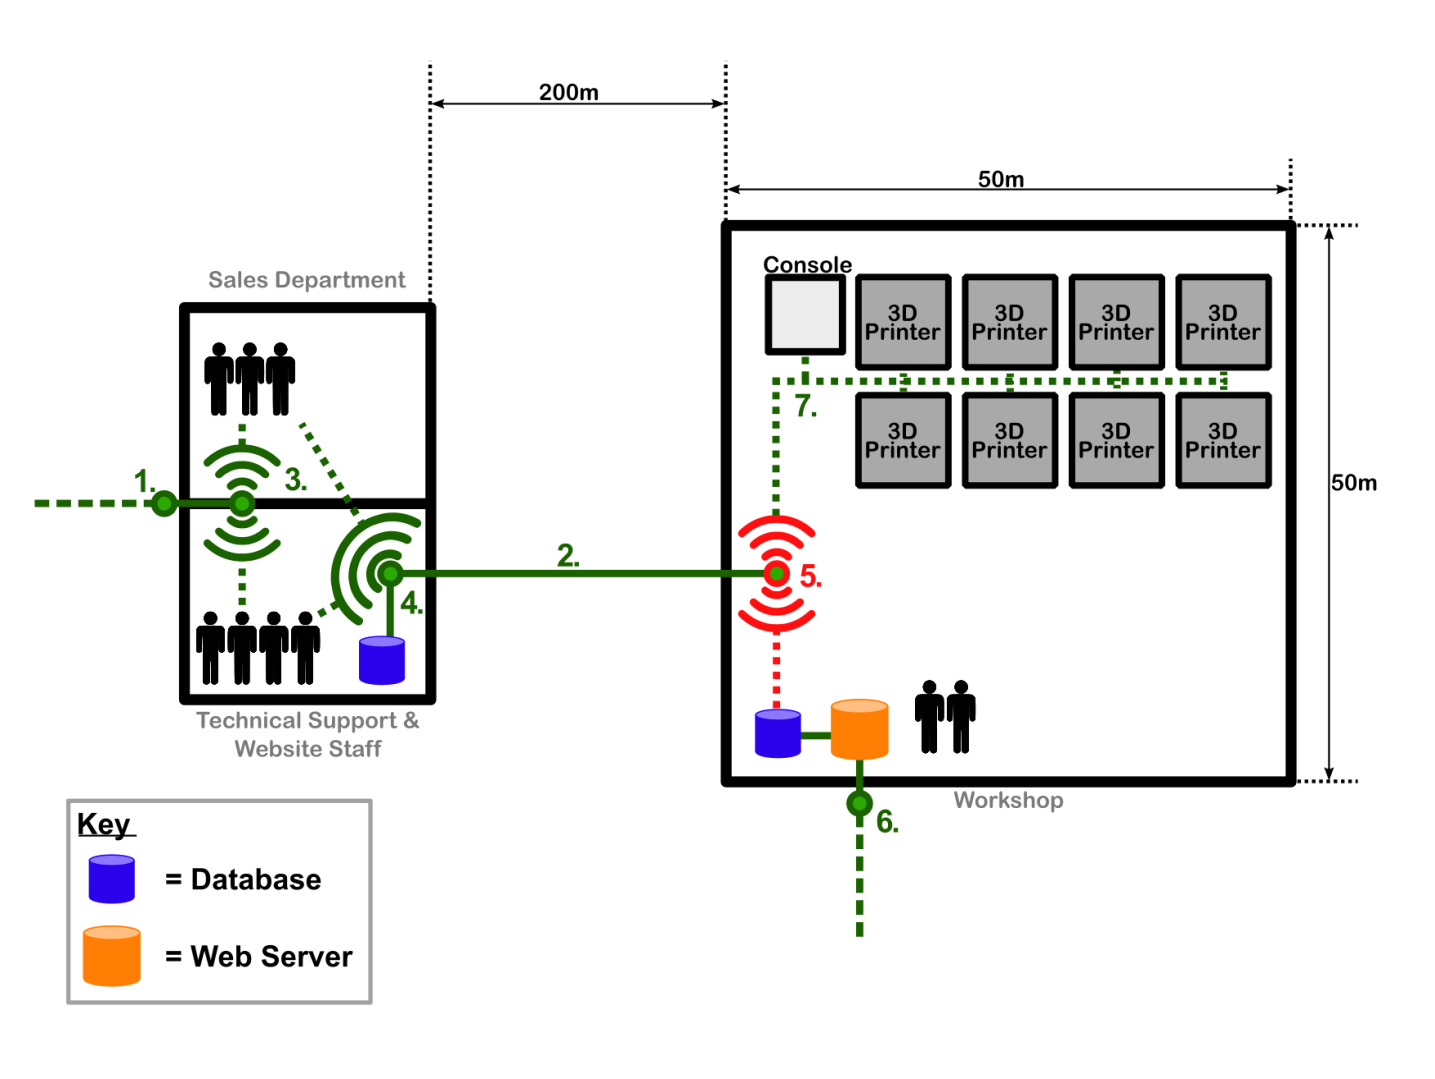 200m
50m
Sales Department
Console
3D
Printer
3D
Printer
3D
Printer
3D
Printer
7.
3D
Printer
3D
Printer
3D
Printer
3D
Printer
1.
3.
50m
2.
5.
4.
Technical Support &
Website Staff
Workshop
6.
Key
= Database
= Web Server